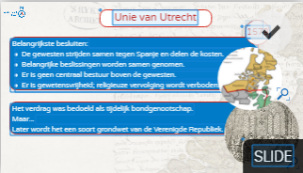 Unie van Utrecht
Belangrijkste besluiten:
De gewesten strijden samen tegen Spanje en delen de kosten.
Belangrijke beslissingen worden samen genomen.
Er is geen centraal bestuur boven de gewesten.
Er is gewetensvrijheid; religieuze vervolging wordt verboden.
Het verdrag was bedoeld als tijdelijk bondgenootschap.
Maar...
Later wordt het een soort grondwet van de Verenigde Republiek.
SLIDE